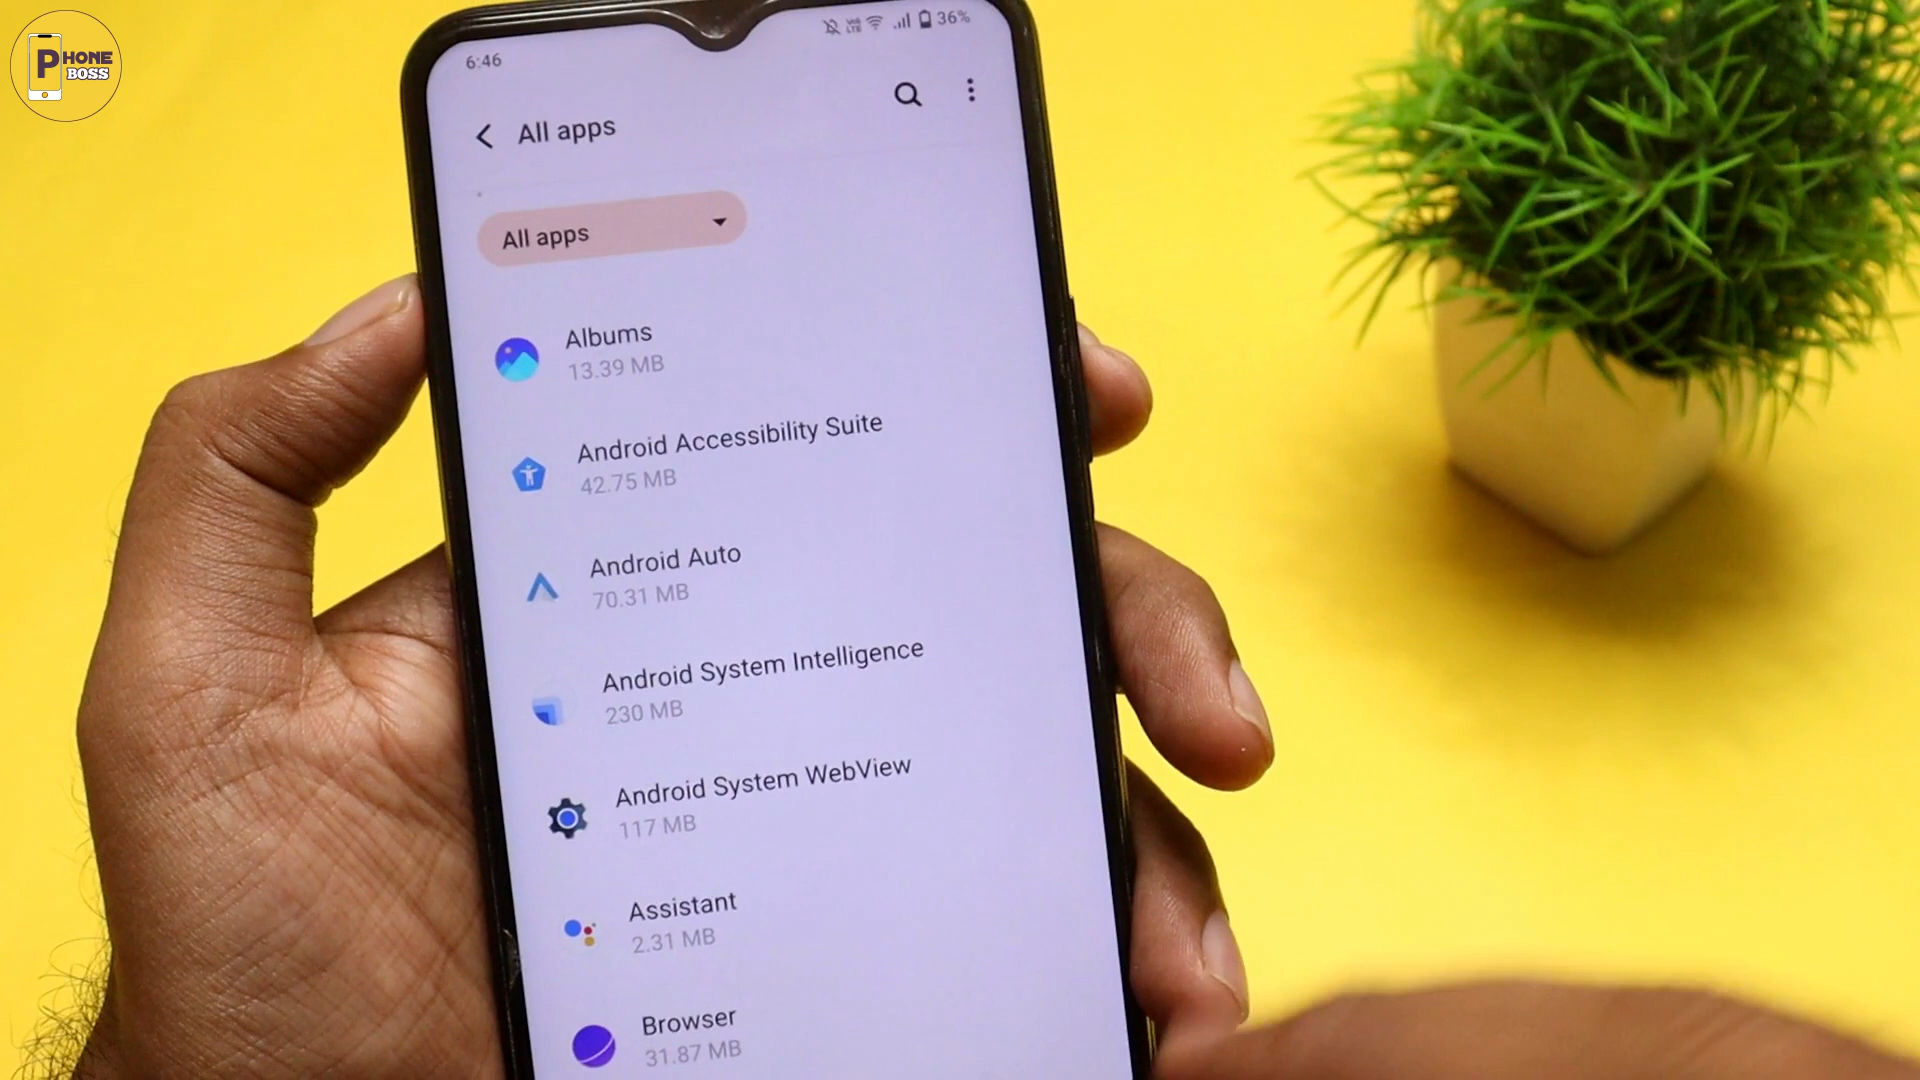 PHONE
BOSS
6:46
VoD
LTE
36%
All apps
All apps
Albums
13.39 MB
Android Accessibility Suite
42.75 MB
Android Auto
70.31 MB
Android System Intelligence
230 MB
Android System WebView
117 MB
Assistant
2.31 MB
Browser
31.87 MB